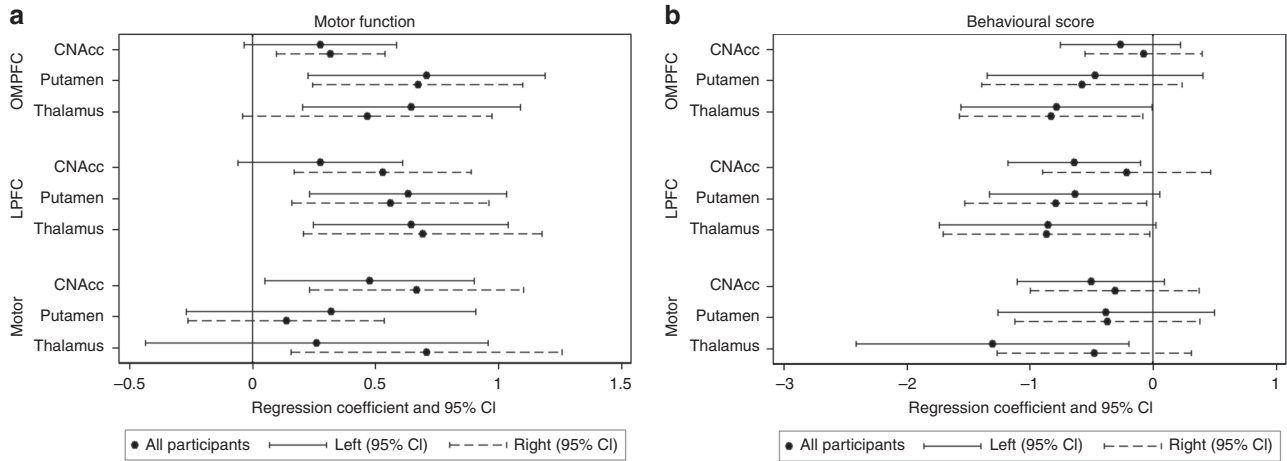 a
Motor function
OMPFC
CNAcc
Putamen
Thalamus
LPFC
CNAcc
Putamen
Thalamus
Motor
CNAcc
Putamen
Thalamus
−0.5 0 0.5 1 1.5
Regression coefficient and 95% CI
All participants Left (95% CI) Right (95% CI)
b
Behavioural score
OMPFC
CNAcc
Putamen
Thalamus
LPFC
CNAcc
Putamen
Thalamus
Motor
CNAcc
Putamen
Thalamus
−3 −2 −1 0 1
Regression coefficient and 95% CI
All participants Left (95% CI) Right (95% CI)